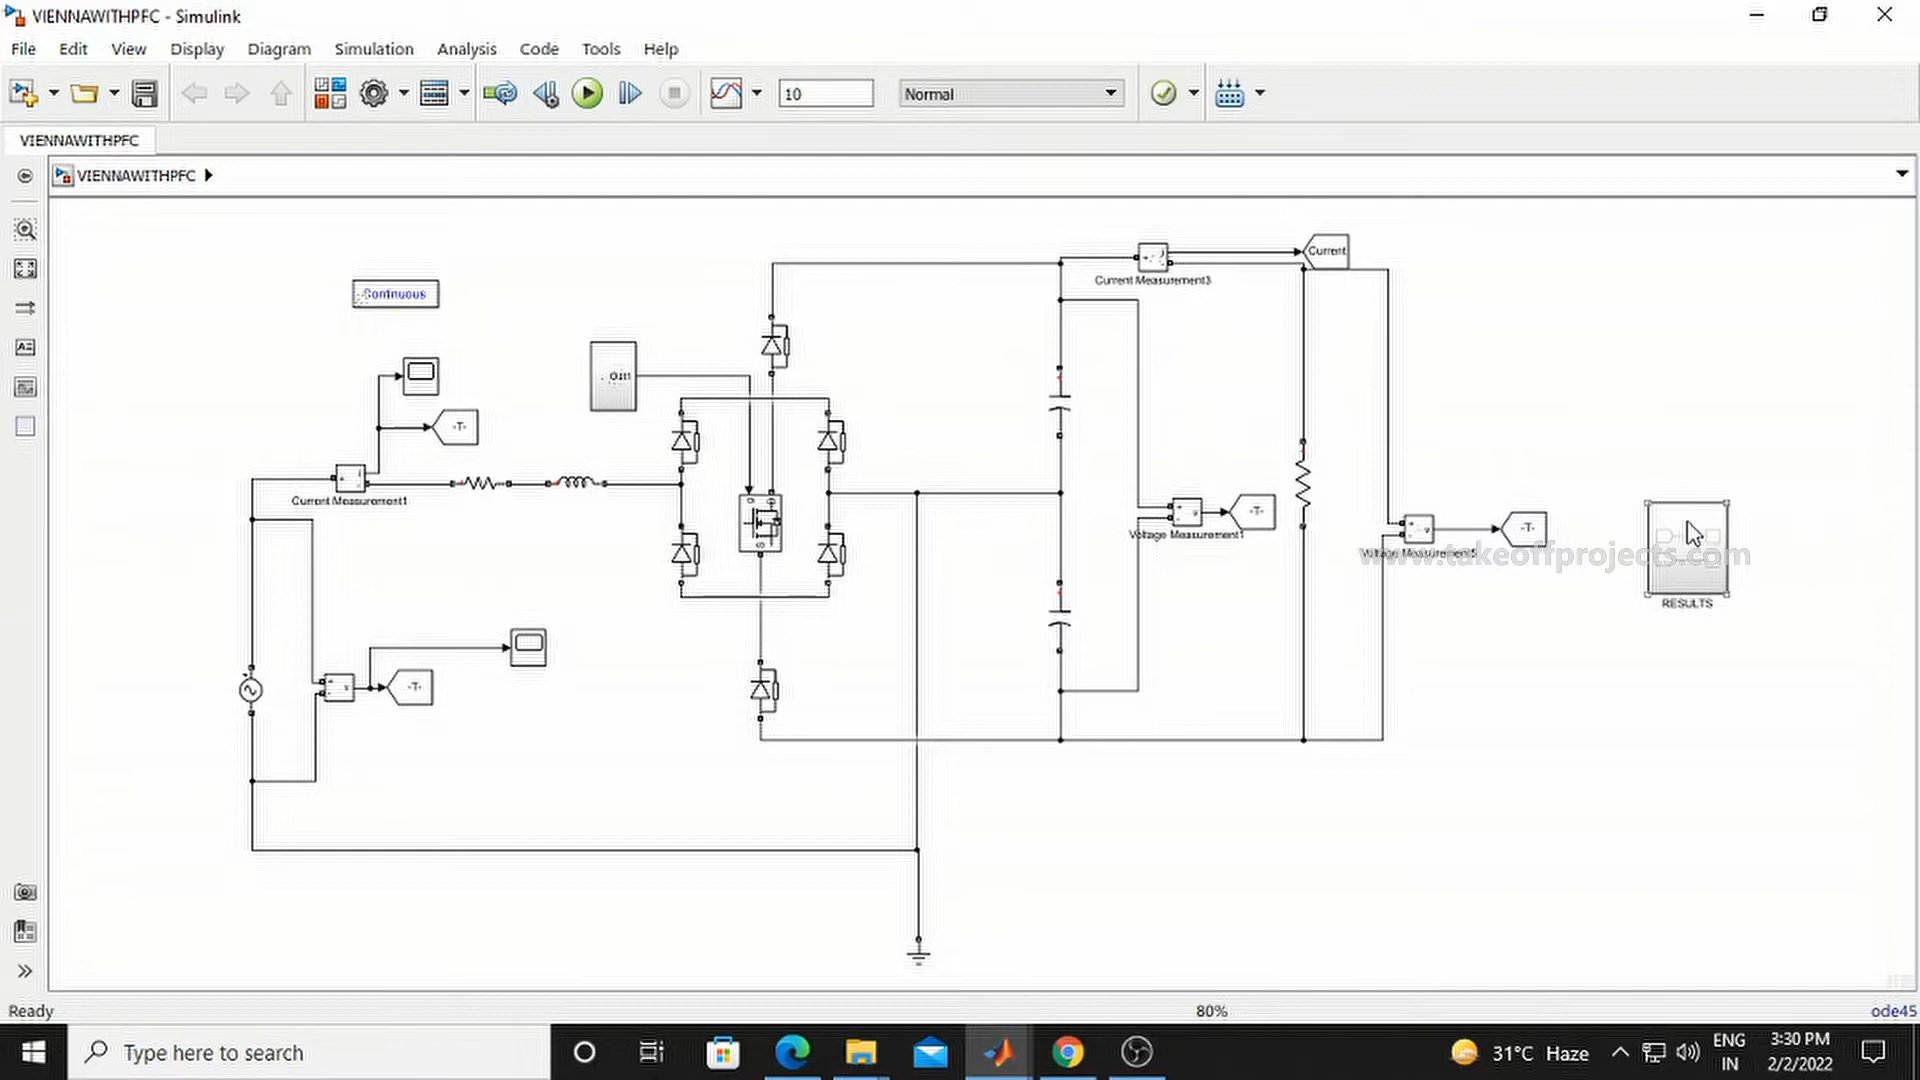 VIENNAWITHPFC - Simulink
File Edit View Display Diagram Simulation Analysis Code Tools Help
10 Normal
VIENNAWITHPFC
VIENNAWITHPFC
Current
Current Measurement3
Continuous
Out1
-T-
Current Measurement1
-T-
Voltage Measurement1
-T-
www.takeoffprojects.com
RESULTS
-T-
Ready 80% ode45
Type here to search
31°C Haze
ENG
IN
3:30 PM
2/2/2022